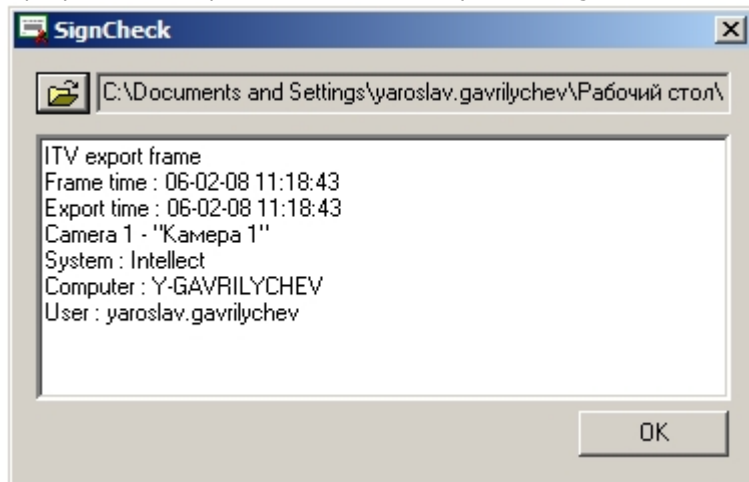 SignCheck
C:\Documents and Settings\yaroslav.gavrilychev\Рабочий стол\
ITV export frame
Frame time : 06-02-08 11:18:43
Export time : 06-02-08 11:18:43
Camera 1 - "Камера 1"
System : Intellect
Computer : Y-GAVRILYCHEV
User : yaroslav.gavrilychev
OK